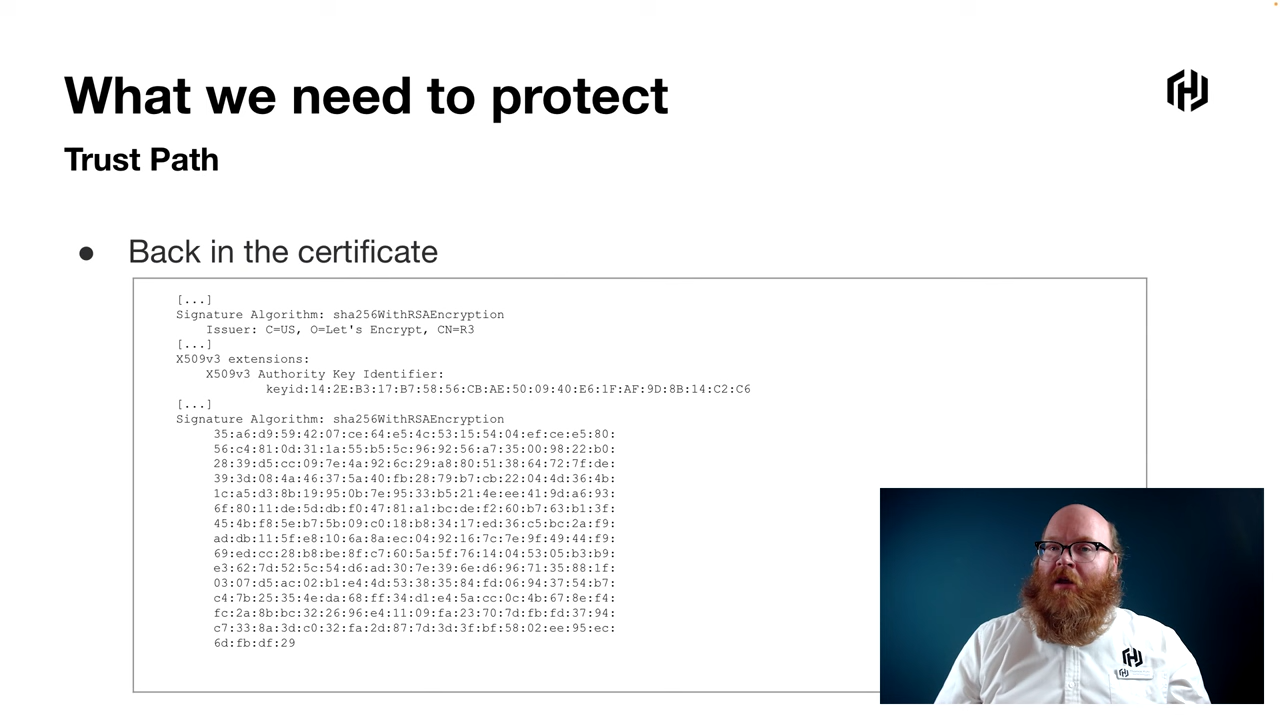 What we need to protect
Trust Path
● Back in the certificate
[...]
Signature Algorithm: sha256WithRSAEncryption
Issuer: C=US, O=Let's Encrypt, CN=R3
[...]
X509v3 extensions:
X509v3 Authority Key Identifier:
keyid:14:2E:B3:17:B7:58:56:CB:AE:50:09:40:E6:1F:AF:9D:8B:14:C2:C6
[...]
Signature Algorithm: sha256WithRSAEncryption
35:a6:d9:59:42:07:ce:64:e5:4c:53:15:54:04:ef:ce:e5:80:
56:c4:81:0d:31:1a:55:b5:5c:96:92:56:a7:35:00:98:22:b0:
28:39:d5:cc:09:7e:4a:92:6c:29:a8:80:51:38:64:72:7f:de:
39:3d:08:4a:46:37:5a:40:fb:28:79:b7:cb:22:04:4d:36:4b:
1c:a5:d3:8b:19:95:0b:7e:95:33:b5:21:4e:ee:41:9d:a6:93:
6f:80:11:de:5d:db:f0:47:81:a1:bc:de:f2:60:b7:63:b1:3f:
45:4b:f8:5e:b7:5b:09:c0:18:b8:34:17:ed:36:c5:bc:2a:f9:
ad:db:11:5f:e8:10:6a:8a:ec:04:92:16:7c:7e:9f:49:44:f9:
69:ed:cc:28:b8:be:8f:c7:60:5a:5f:76:14:04:53:05:b3:b9:
e3:62:7d:52:5c:54:d6:ad:30:7e:39:6e:d6:96:71:35:88:1f:
03:07:d5:ac:02:b1:e4:4d:53:38:35:84:fd:06:94:37:54:b7:
c4:7b:25:35:4e:da:68:ff:34:d1:e4:5a:cc:0c:4b:67:8e:f4:
fc:2a:8b:bc:32:26:96:e4:11:09:fa:23:70:7d:fb:fd:37:94:
c7:33:8a:3d:c0:32:fa:2d:87:7d:3d:3f:bf:58:02:ee:95:ec:
6d:fb:df:29